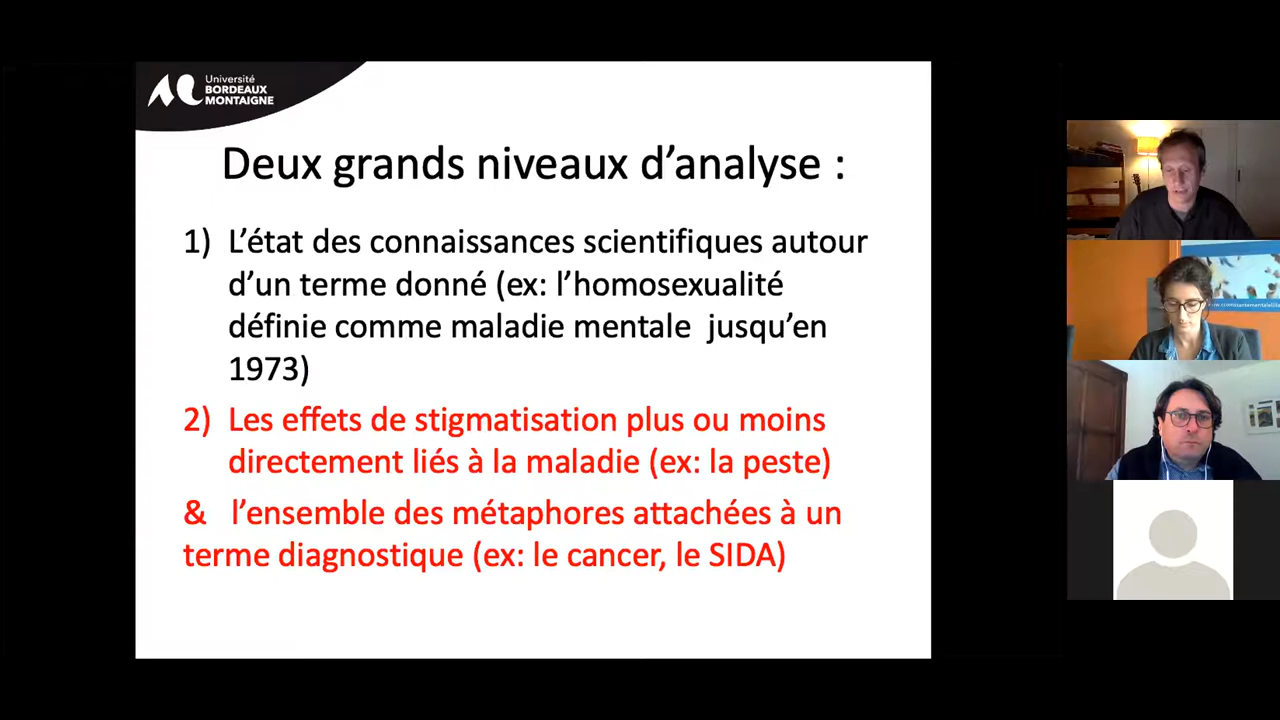 Université
BORDEAUX
MONTAIGNE
Deux grands niveaux d’analyse :
1) L’état des connaissances scientifiques autour
d’un terme donné (ex: l’homosexualité
définie comme maladie mentale jusqu’en
1973)
2) Les effets de stigmatisation plus ou moins
directement liés à la maladie (ex: la peste)
& l’ensemble des métaphores attachées à un
terme diagnostique (ex: le cancer, le SIDA)